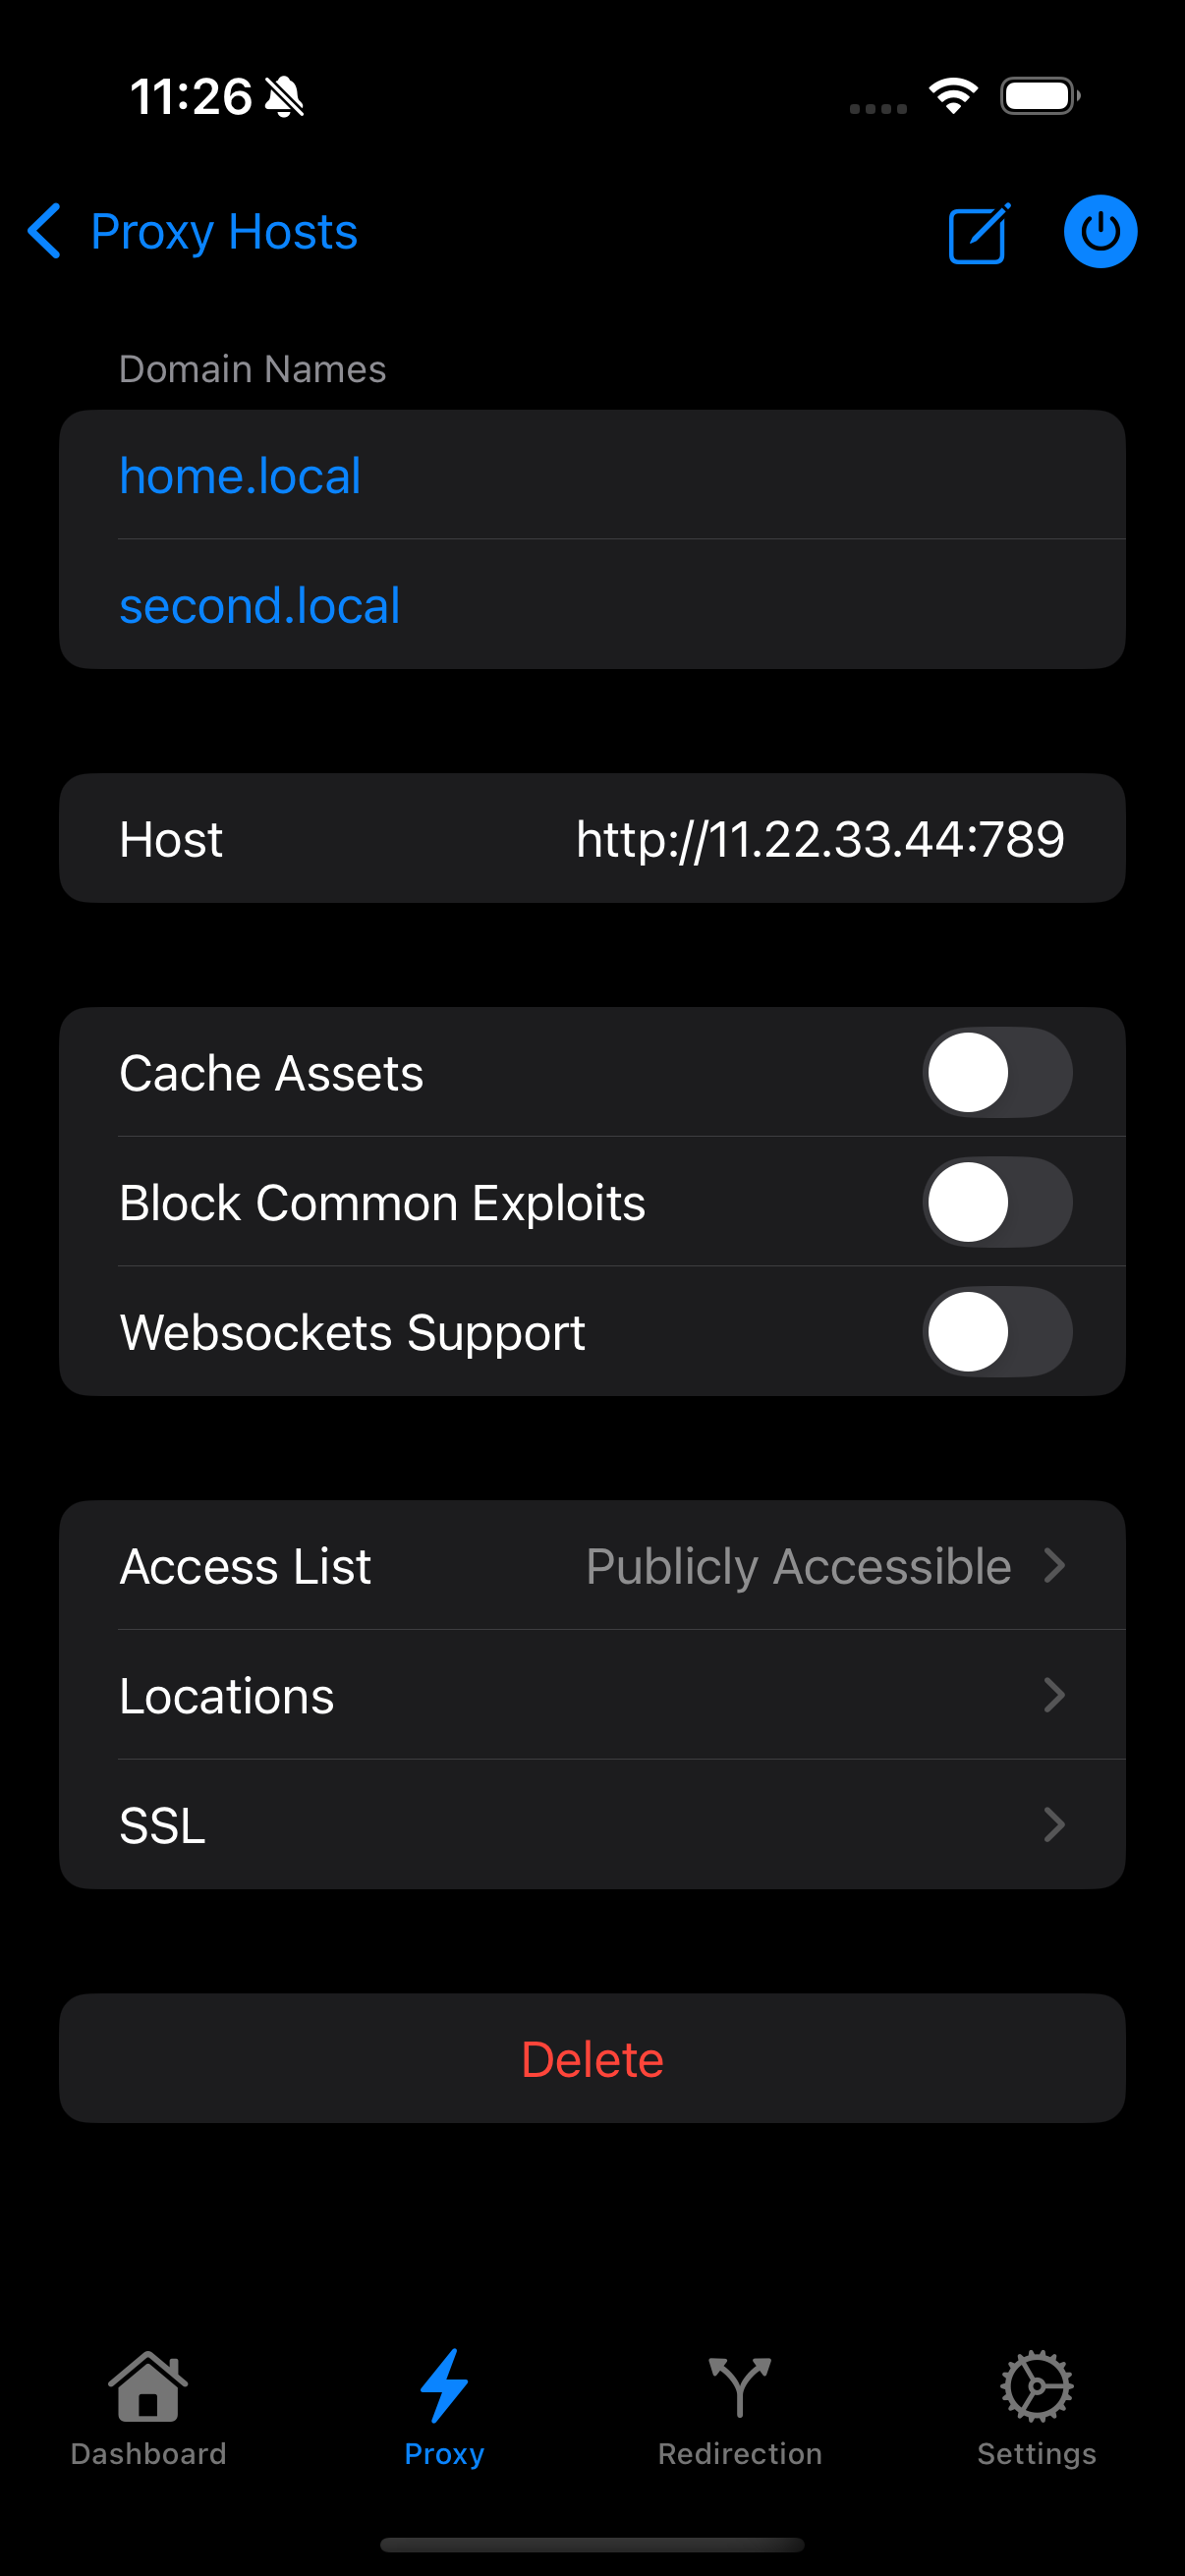 11:26
Proxy Hosts
Domain Names
home.local
second.local
Host http://11.22.33.44:789
Cache Assets
Block Common Exploits
Websockets Support
Access List Publicly Accessible
Locations
SSL
Delete
Dashboard Proxy Redirection Settings